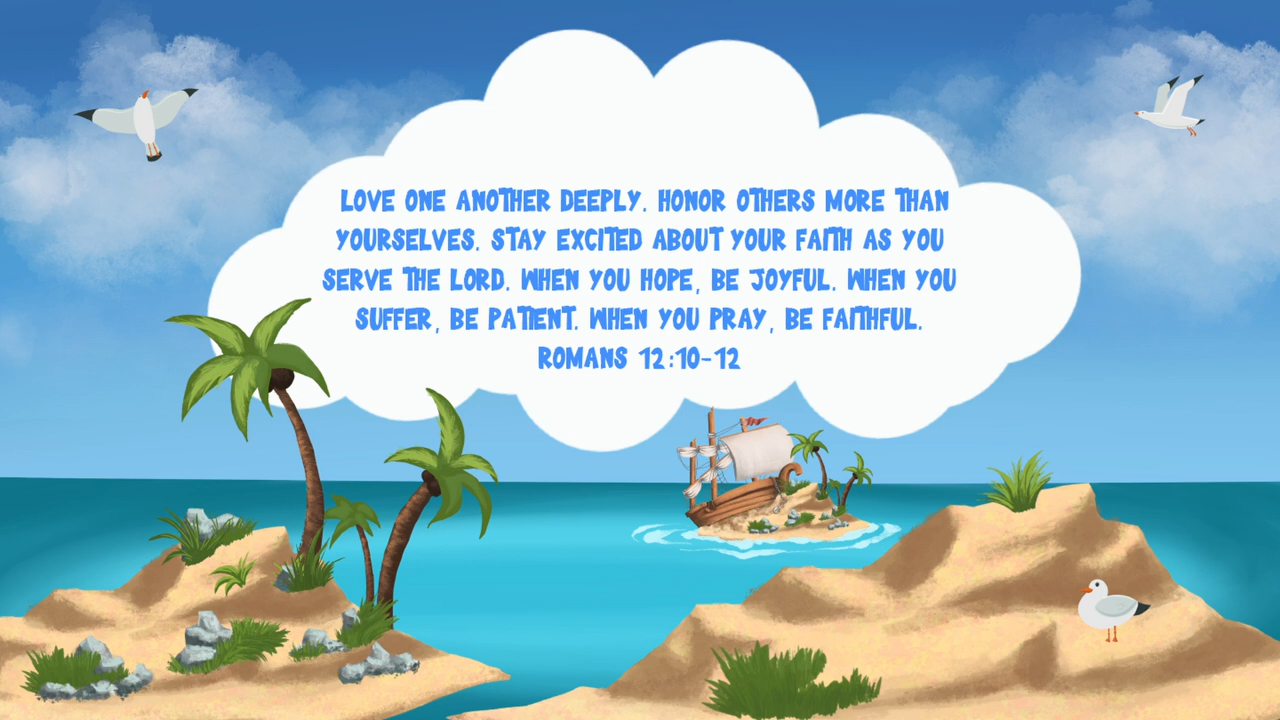 LOVE ONE ANOTHER DEEPLY. HONOR OTHERS MORE THAN
YOURSELVES. STAY EXCITED ABOUT YOUR FAITH AS YOU
SERVE THE LORD. WHEN YOU HOPE, BE JOYFUL. WHEN YOU
SUFFER, BE PATIENT. WHEN YOU PRAY, BE FAITHFUL.
ROMANS 12:10-12